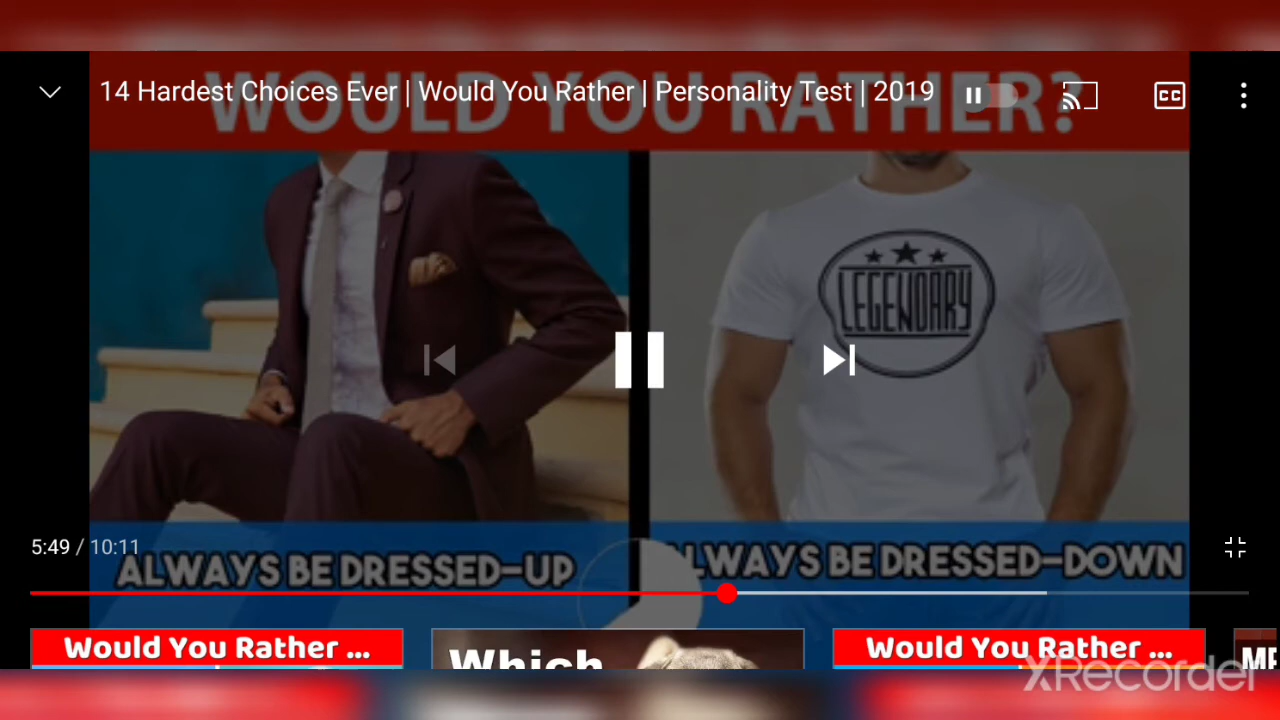 WOULD YOU RATHER?
14 Hardest Choices Ever | Would You Rather | Personality Test | 2019
CC
LEGENDARY
5:49 / 10:11
ALWAYS BE DRESSED-UP
ALWAYS BE DRESSED-DOWN
Would You Rather ...
Which
Would You Rather ...
XRecorder